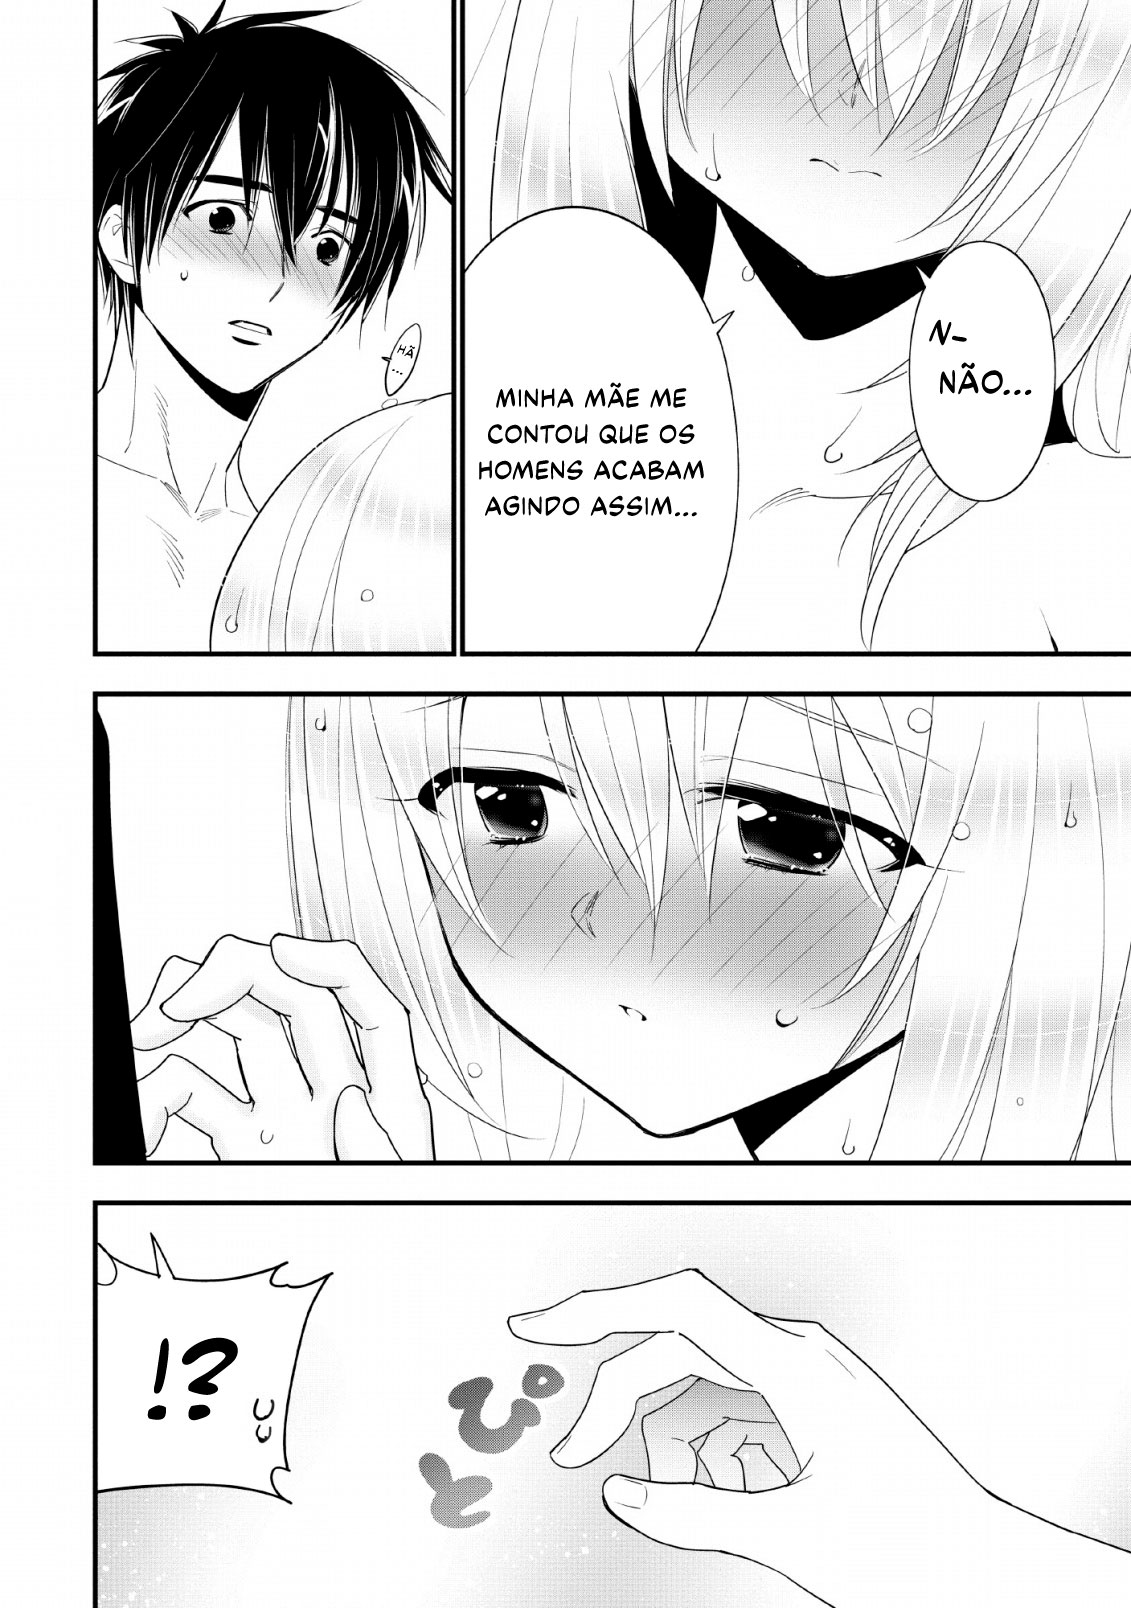 N-
NÃO...
MINHA MÃE ME
CONTOU QUE OS
HOMENS ACABAM
AGINDO ASSIM...
HÃ
...
!?
ぴと